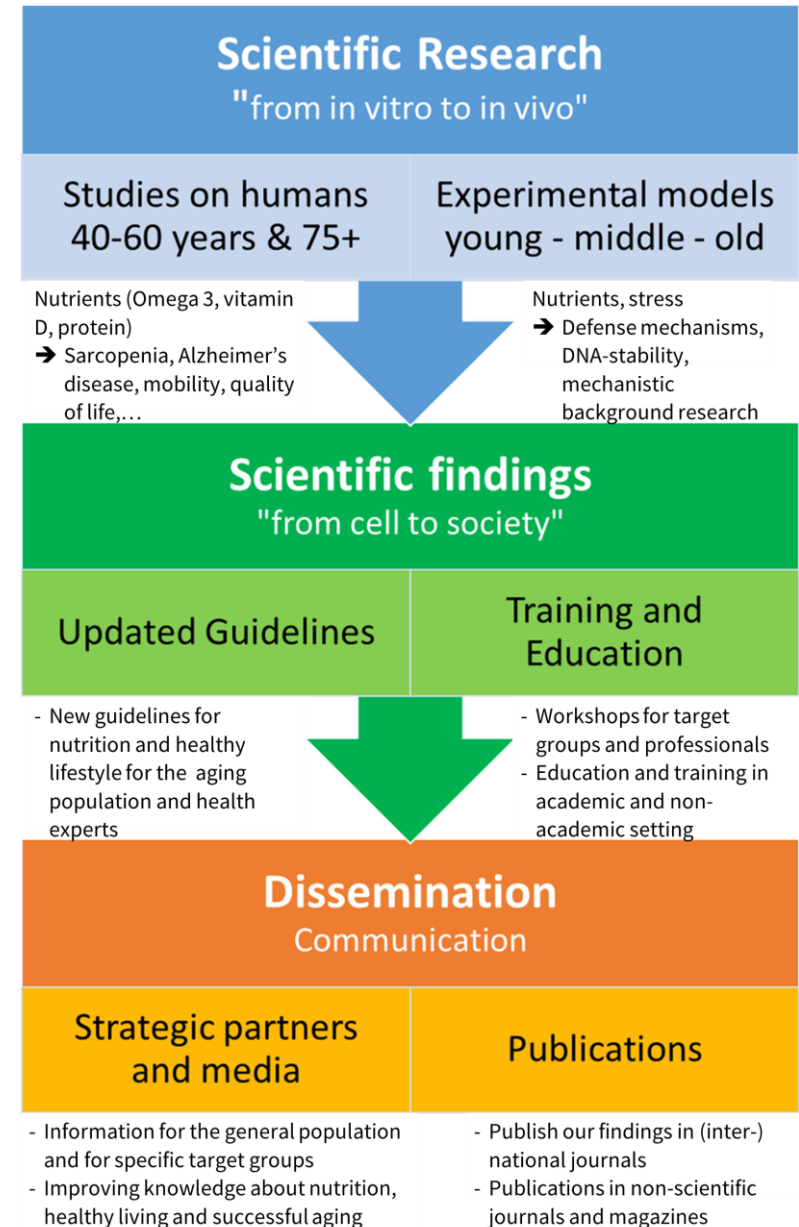 Scientific Research
"from in vitro to in vivo"
Studies on humans
40-60 years & 75+
Experimental models
young - middle - old
Nutrients (Omega 3, vitamin
D, protein)
➔ Sarcopenia, Alzheimer's
disease, mobility, quality
of life,…
Nutrients, stress
➔ Defense mechanisms,
DNA-stability,
mechanistic
background research
Scientific findings
"from cell to society"
Updated Guidelines
Training and
Education
- New guidelines for
nutrition and healthy
lifestyle for the aging
population and health
experts
- Workshops for target
groups and professionals
- Education and training in
academic and non-
academic setting
Dissemination
Communication
Strategic partners
and media
Publications
- Information for the general population
and for specific target groups
- Improving knowledge about nutrition,
healthy living and successful aging
- Publish our findings in (inter-)
national journals
- Publications in non-scientific
journals and magazines